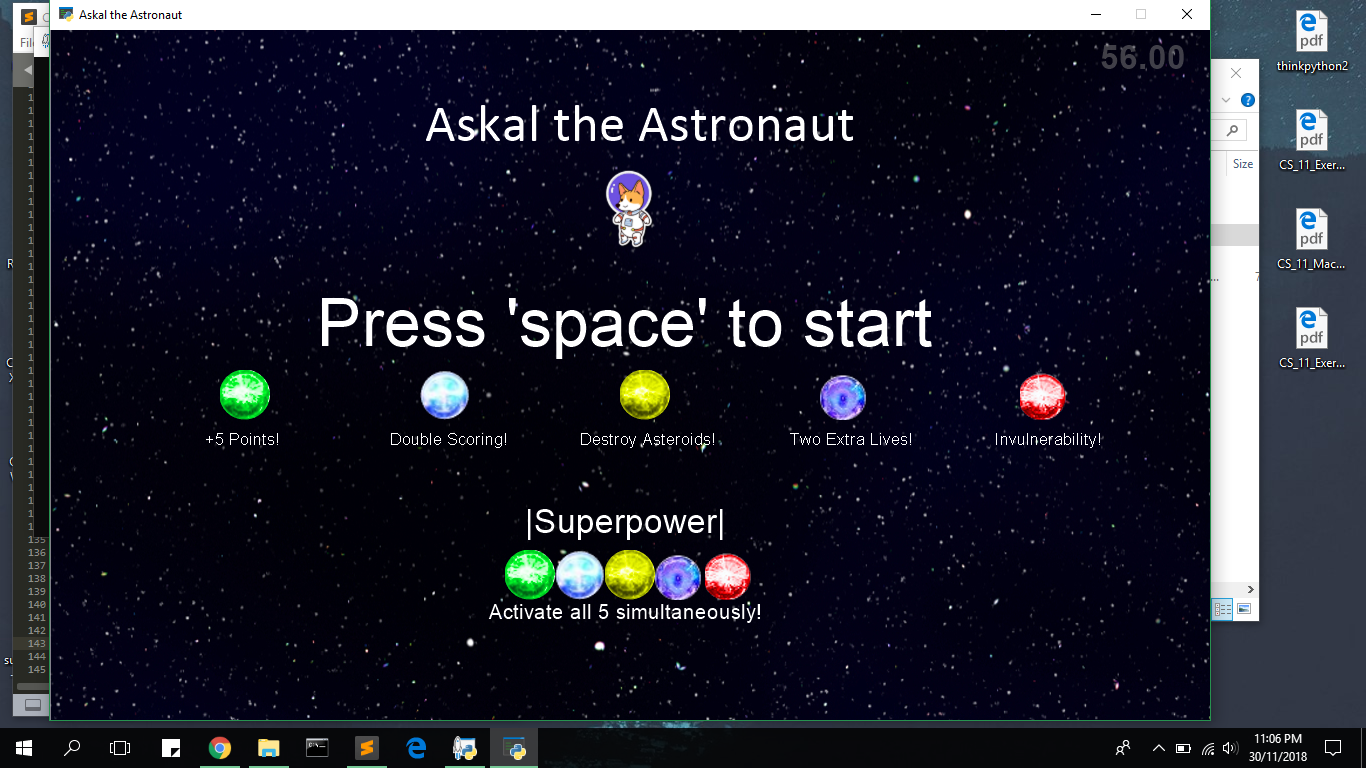 Askal the Astronaut
56.00
Askal the Astronaut
Press 'space' to start
+5 Points!
Double Scoring!
Destroy Asteroids!
Two Extra Lives!
Invulnerability!
|Superpower|
Activate all 5 simultaneously!
Size
pdf
thinkpython2
pdf
CS_11_Exer...
pdf
CS_11_Mac...
pdf
CS_11_Exer...
135
136
137
138
139
140
141
142
143
144
145
11:06 PM
30/11/2018